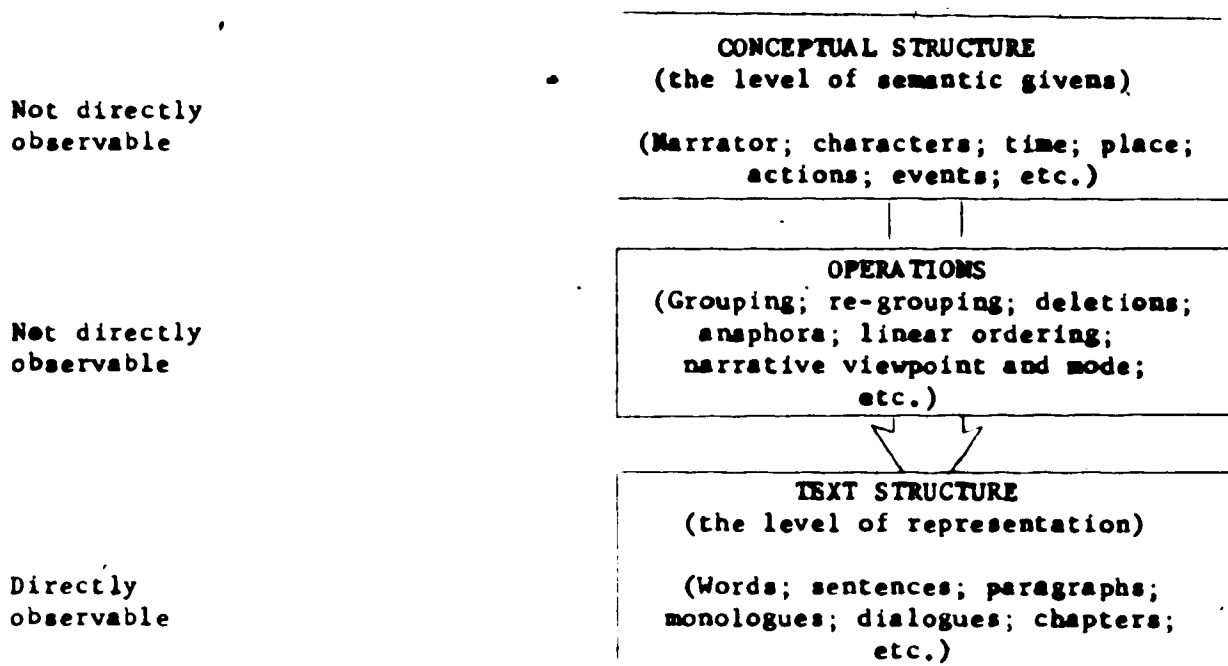 CONCEPTUAL STRUCTURE
(the level of semantic givens)
Not directly
observable
(Narrator; characters; time; place;
actions; events; etc.)
OPERATIONS
(Grouping; re-grouping; deletions;
anaphora; linear ordering;
narrative viewpoint and mode;
etc.)
Not directly
observable
TEXT STRUCTURE
(the level of representation)
Directly
observable
(Words; sentences; paragraphs;
monologues; dialogues; chapters;
etc.)